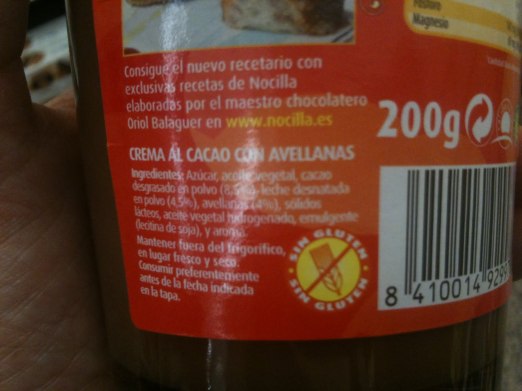 Fósforo
Magnesio
Consigue el nuevo recetario con
exclusivas recetas de Nocilla
elaboradas por el maestro chocolatero
Oriol Balaguer en www.nocilla.es
200g
CREMA AL CACAO CON AVELLANAS
Ingredientes: Azúcar, aceite vegetal, cacao
desgrasado en polvo leche desnatada
en polvo (4,5%), avellanas (4%), sólidos
lácteos, aceite vegetal hidrogenado, emulgente
(lecitina de soja), y aroma.
Mantener fuera del frigorífico,
en lugar fresco y seco.
Consumir preferentemente
antes de la fecha indicada
en la tapa.
SIN GLUTEN
SIN GLUTEN
8 410014 929